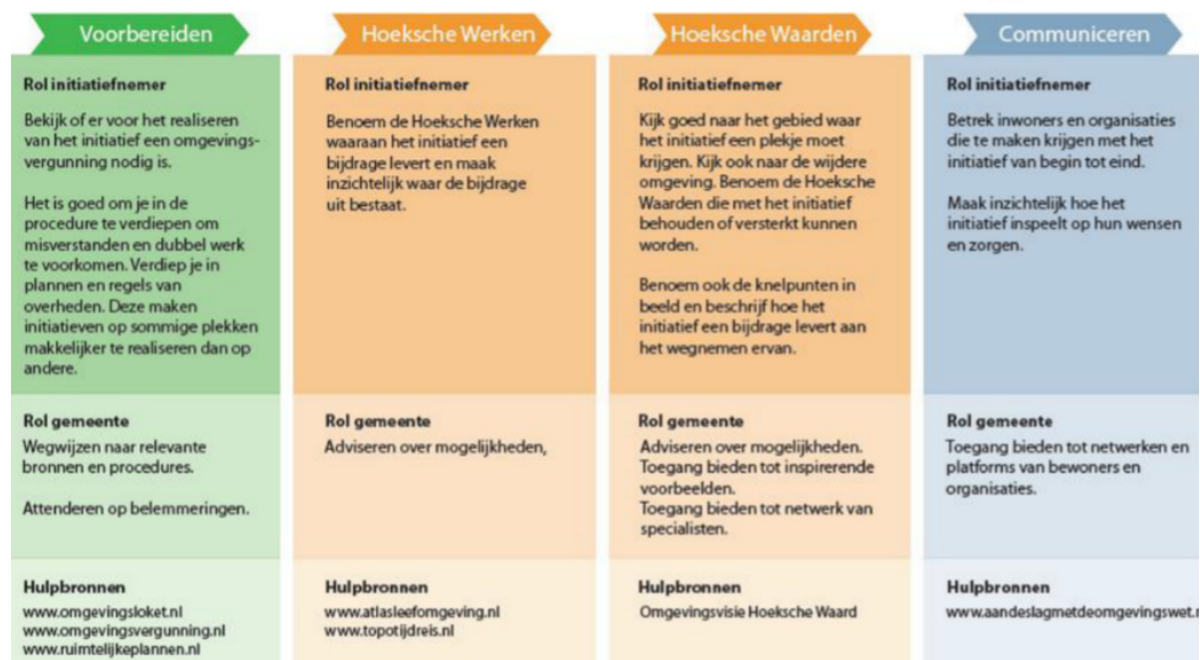 Voorbereiden
Rol initiatiefnemer
Bekijk of er voor het realiseren
van het initiatief een omgevings-
vergunning nodig is.
Het is goed om je in de
procedure te verdiepen om
misverstanden en dubbel werk
te voorkomen. Verdiep je in
plannen en regels van
overheden. Deze maken
initiatieven op sommige plekken
makkelijker te realiseren dan op
andere.
Rol gemeente
Wegwijzen naar relevante
bronnen en procedures.
Attenderen op belemmeringen.
Hulpbronnen
www.omgevingsloket.nl
www.omgevingsvergunning.nl
www.ruimtelijkeplannen.nl
Hoeksche Werken
Rol initiatiefnemer
Benoem de Hoeksche Werken
waaraan het initiatief een
bijdrage levert en maak
inzichtelijk waar de bijdrage
uit bestaat.
Rol gemeente
Adviseren over mogelijkheden,
Hulpbronnen
www.atlasleefomgeving.nl
www.topotijdreis.nl
Hoeksche Waarden
Rol initiatiefnemer
Kijk goed naar het gebied waar
het initiatief een plekje moet
krijgen. Kijk ook naar de wijdere
omgeving. Benoem de Hoeksche
Waarden die met het initiatief
behouden of versterkt kunnen
worden.
Benoem ook de knelpunten in
beeld en beschrijf hoe het
initiatief een bijdrage levert aan
het wegnemen ervan.
Rol gemeente
Adviseren over mogelijkheden.
Toegang bieden tot inspirerende
voorbeelden.
Toegang bieden tot netwerk van
specialisten.
Hulpbronnen
Omgevingsvisie Hoeksche Waard
Communiceren
Rol initiatiefnemer
Betrek inwoners en organisaties
die te maken krijgen met het
initiatief van begin tot eind.
Maak inzichtelijk hoe het
initiatief inspeelt op hun wensen
en zorgen.
Rol gemeente
Toegang bieden tot netwerken en
platforms van bewoners en
organisaties.
Hulpbronnen
www.aandeslagmetdeomgevingswet.n